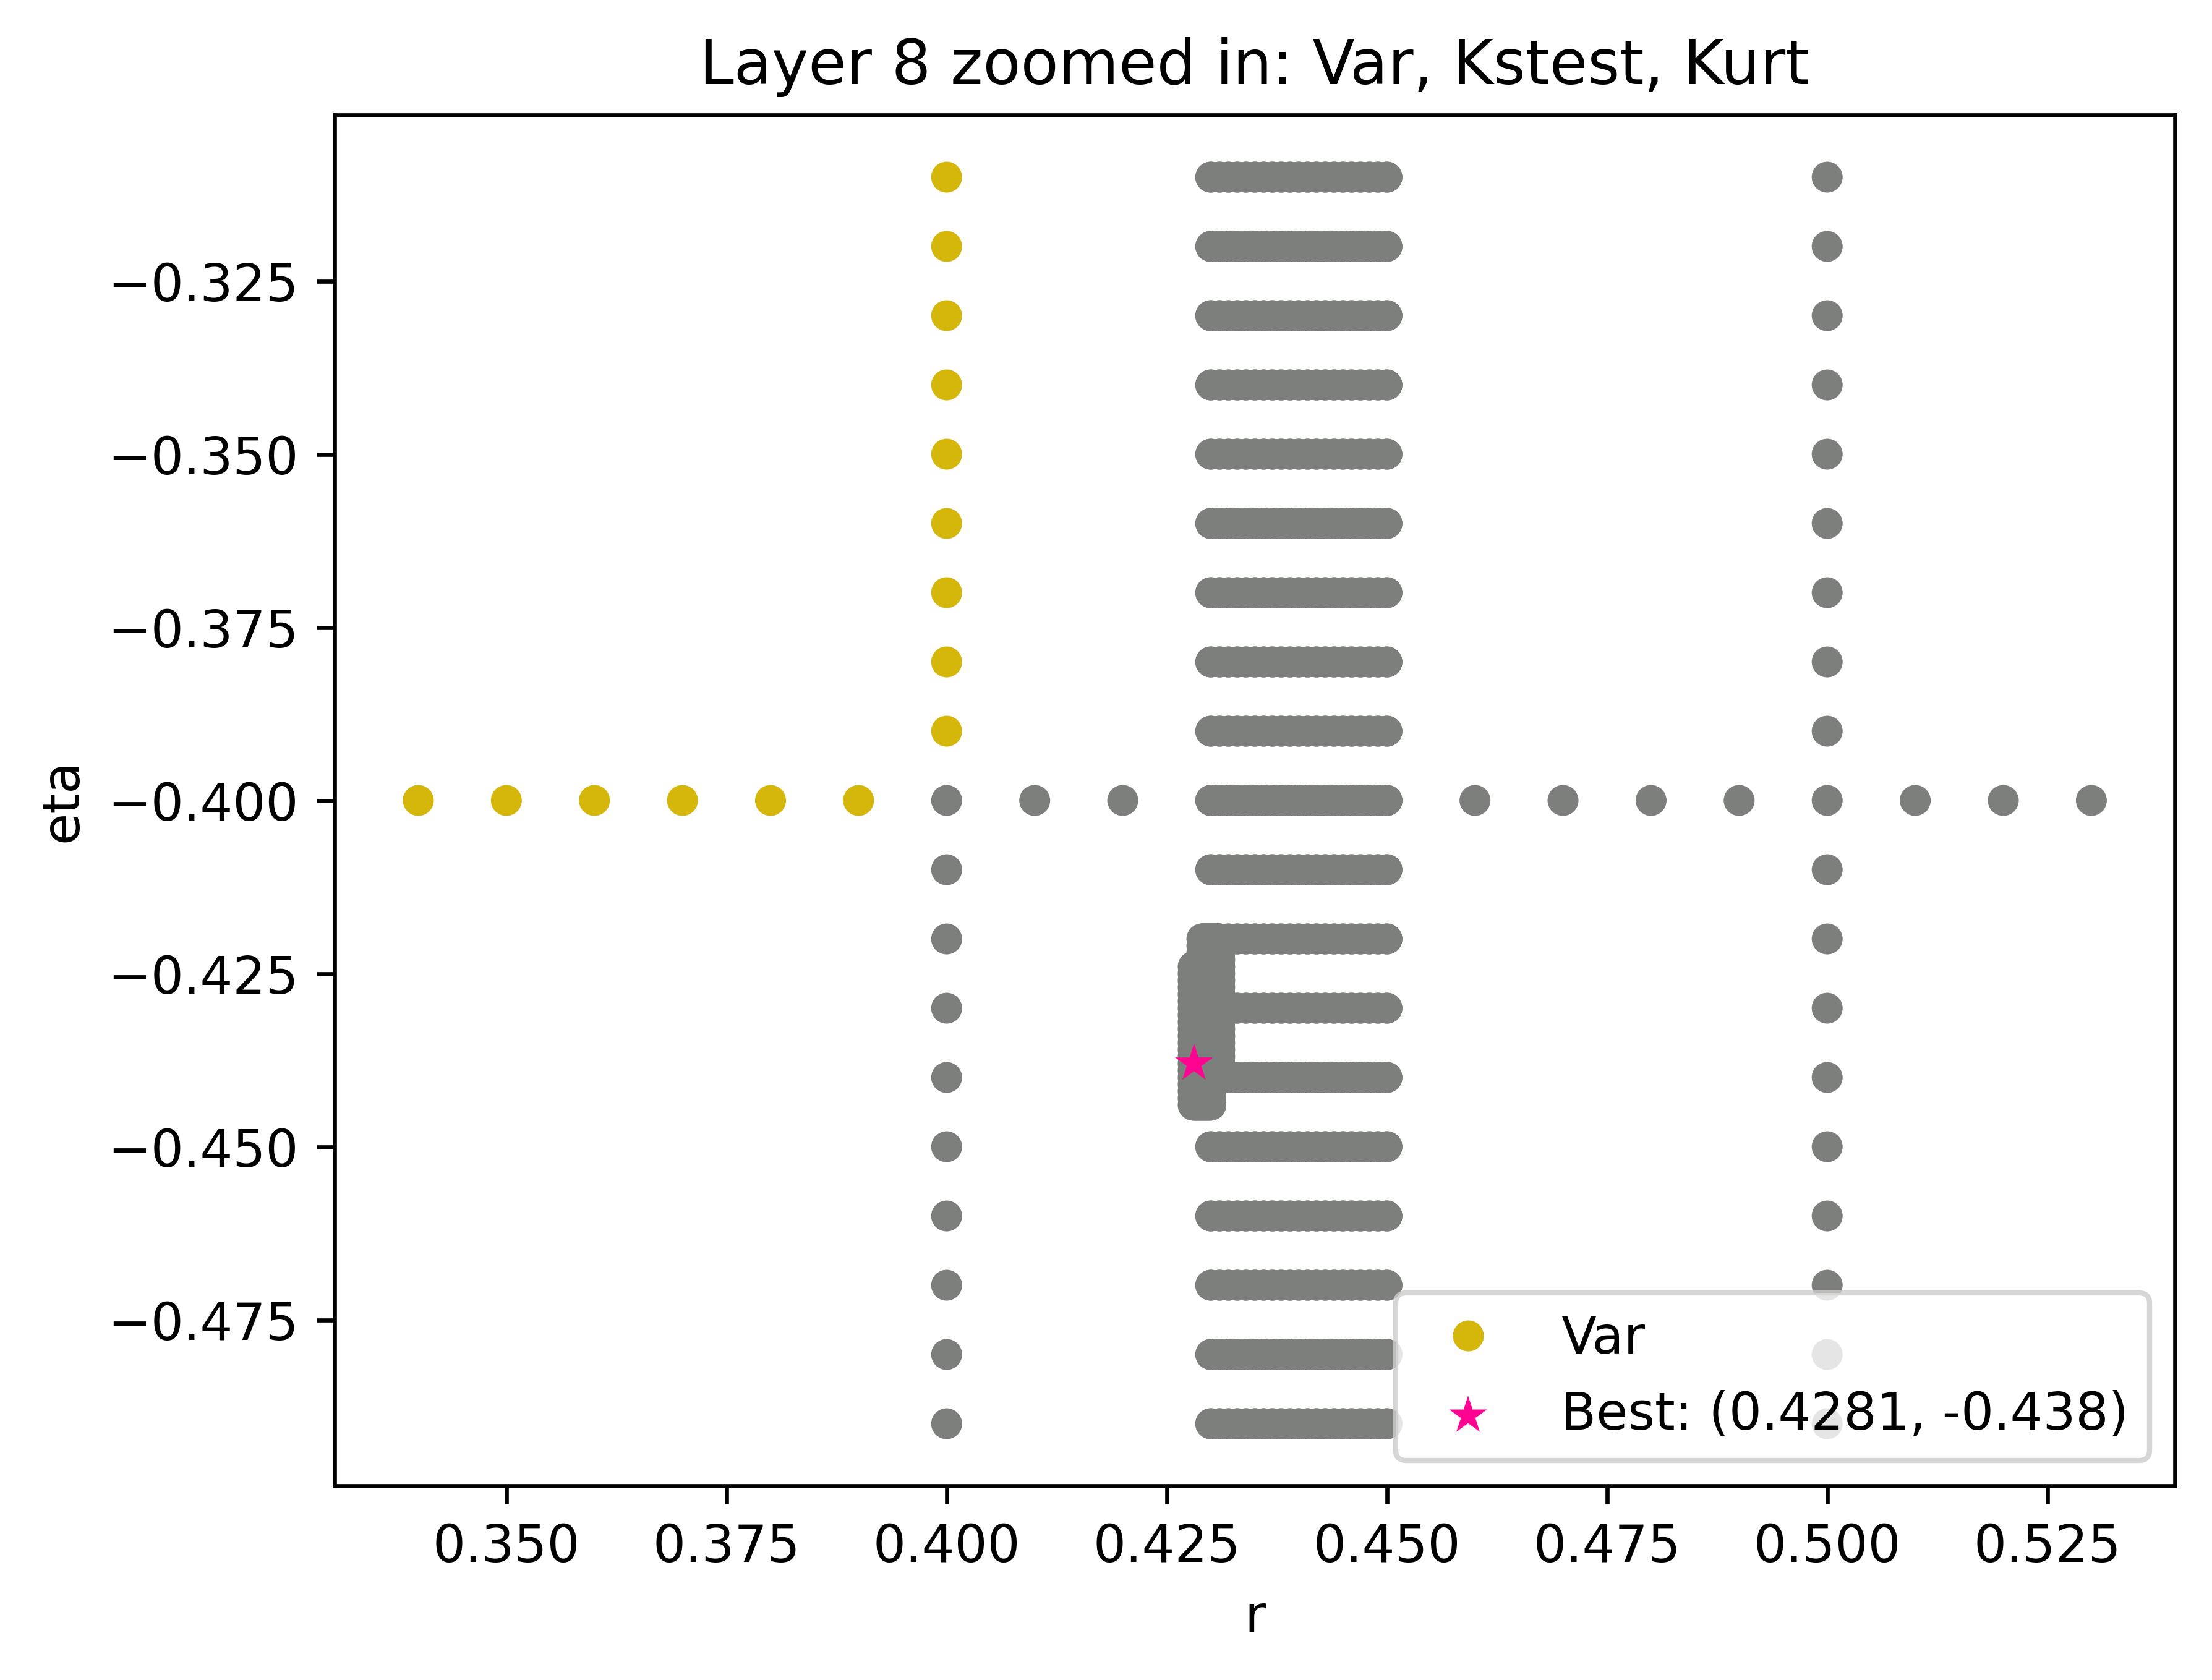 Layer 8 zoomed in: Var, Kstest, Kurt
eta
−0.325
−0.350
−0.375
−0.400
−0.425
−0.450
−0.475
Var
Best: (0.4281, -0.438)
0.350 0.375 0.400 0.425 0.450 0.475 0.500 0.525
r